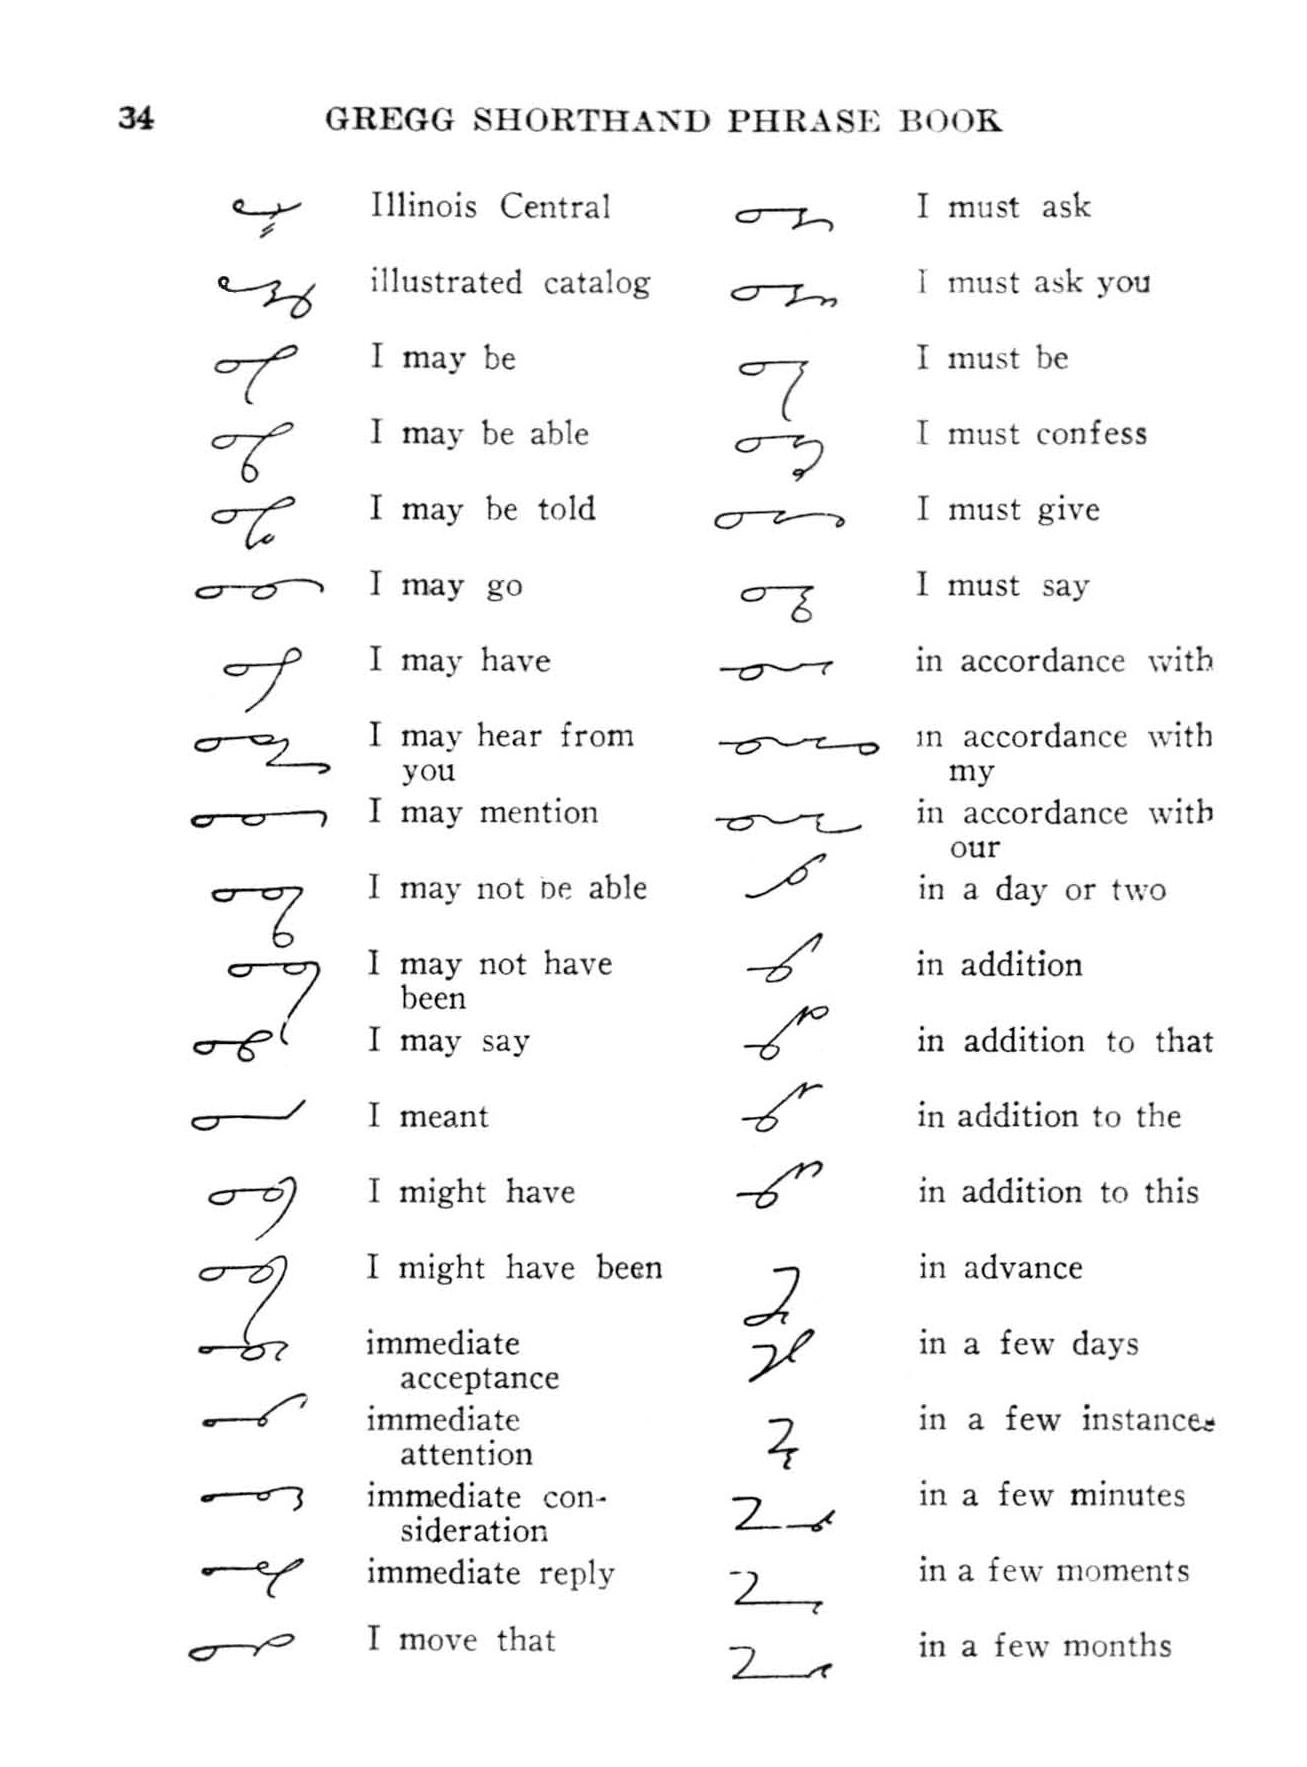 34 GREGG SHORTHAND PHRASE BOOK
Illinois Central
illustrated catalog
I may be
I may be able
I may be told
I may go
I may have
I may hear from
you
I may mention
I may not be able
I may not have
been
I may say
I meant
I might have
I might have been
immediate
acceptance
immediate
attention
immediate con-
sideration
immediate reply
I move that
I must ask
I must ask you
I must be
I must confess
I must give
I must say
in accordance with
in accordance with
my
in accordance with
our
in a day or two
in addition
in addition to that
in addition to the
in addition to this
in advance
in a few days
in a few instances
in a few minutes
in a few moments
in a few months